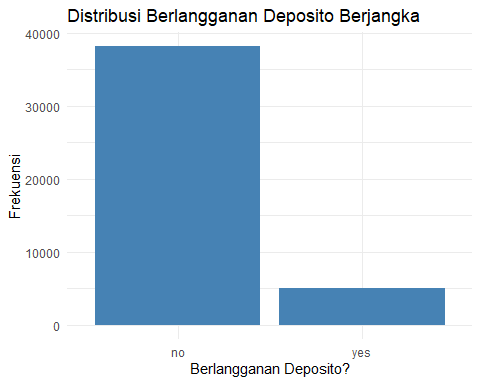 Distribusi Berlangganan Deposito Berjangka
40000
30000
20000
10000
0
Frekuensi
no yes
Berlangganan Deposito?